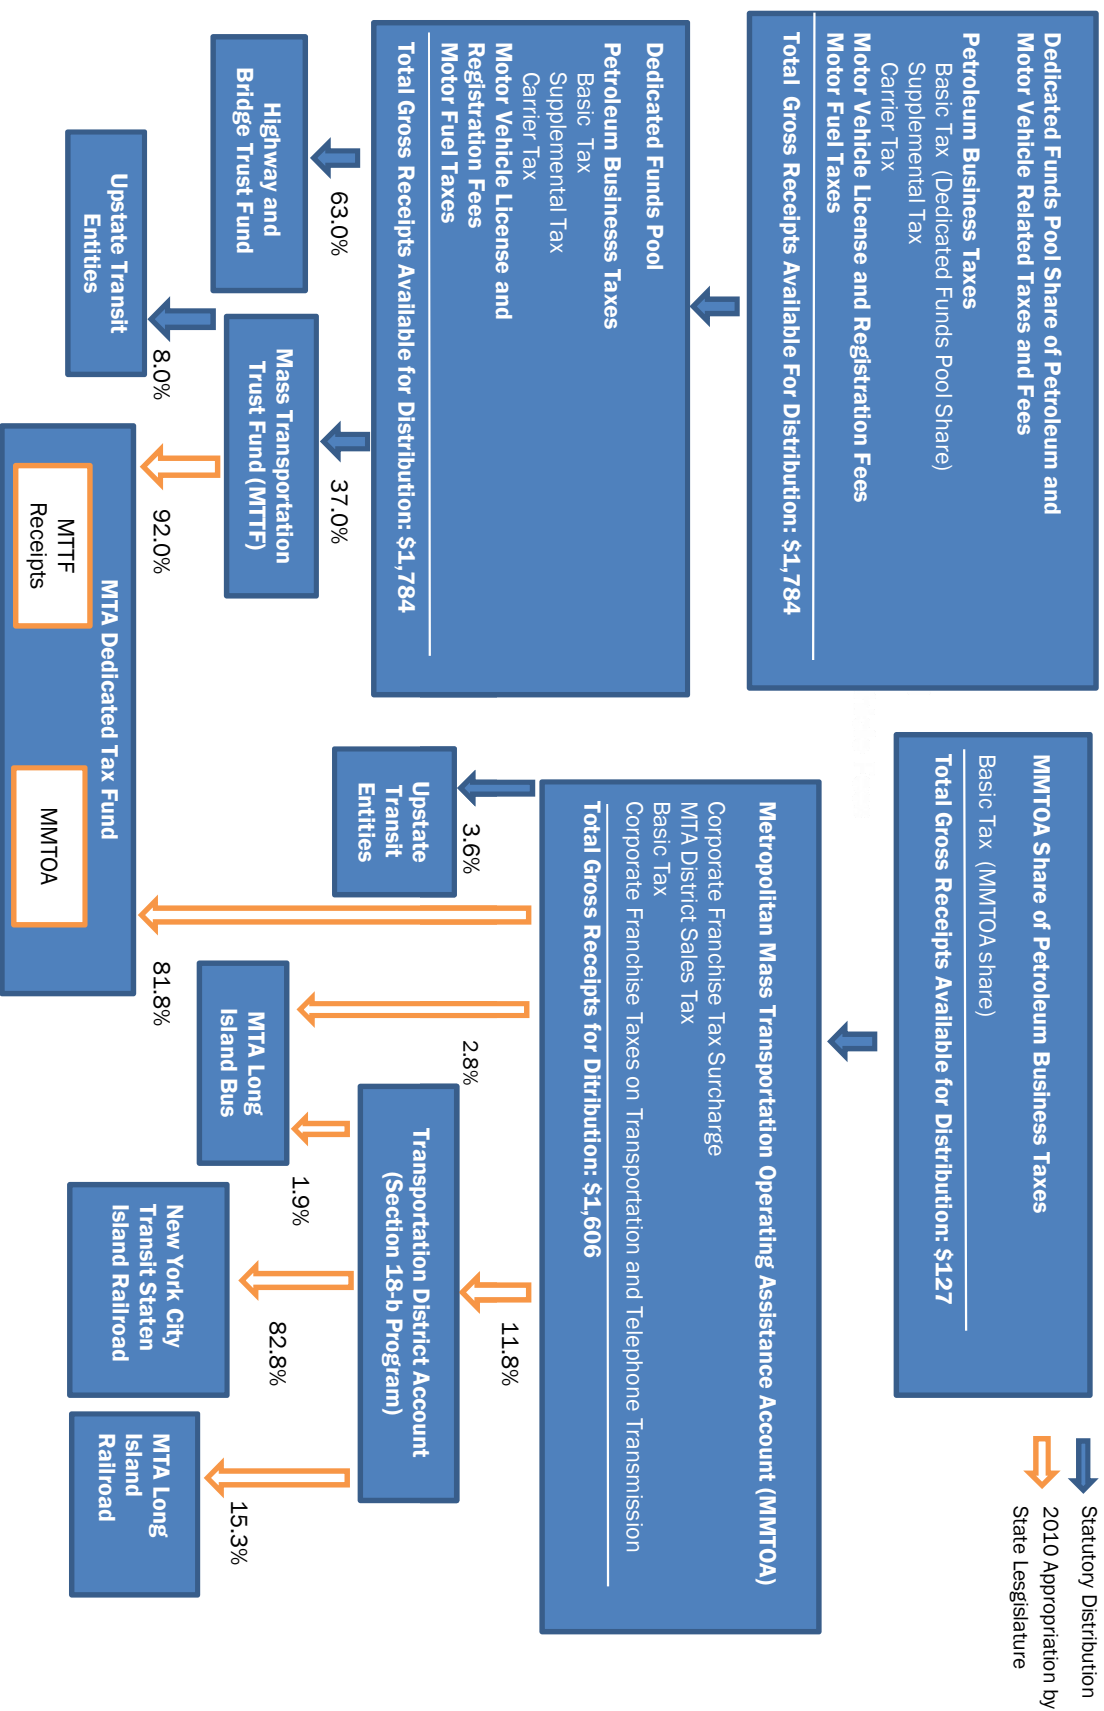 Dedicated Funds Pool Share of Petroleum and
Motor Vehicle Related Taxes and Fees
Petroleum Business Taxes
Basic Tax (Dedicated Funds Pool Share)
Supplemental Tax
Carrier Tax
Motor Vehicle License and Registration Fees
Motor Fuel Taxes
Total Gross Receipts Available For Distribution: $1,784
MMTOA Share of Petroleum Business Taxes
Basic Tax (MMTOA share)
Total Gross Receipts Available for Distribution: $127
Statutory Distribution
2010 Appropriation by
State Lesgislature
Dedicated Funds Pool
Petroleum Businesss Taxes
Basic Tax
Supplemental Tax
Carrier Tax
Motor Vehicle License and
Registration Fees
Motor Fuel Taxes
Total Gross Receipts Available for Distribution: $1,784
Metropolitan Mass Transportation Operating Assistance Account (MMTOA)
Corporate Franchise Tax Surcharge
MTA District Sales Tax
Basic Tax
Corporate Franchise Taxes on Transportation and Telephone Transmission
Total Gross Receipts for Ditribution: $1,606
63.0%
37.0%
Highway and
Bridge Trust Fund
Mass Transportation
Trust Fund (MTTF)
8.0%
92.0%
Upstate Transit
Entities
3.6%
Upstate
Transit
Entities
81.8%
2.8%
11.8%
Transportation District Account
(Section 18-b Program)
MTA Long
Island Bus
1.9%
82.8%
15.3%
New York City
Transit Staten
Island Railroad
MTA Long
Island
Railroad
MTA Dedicated Tax Fund
MTTF
Receipts
MMTOA